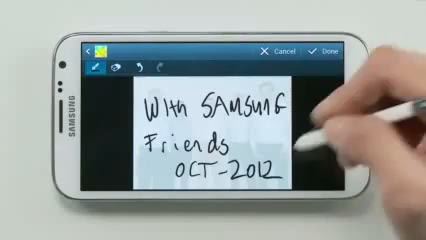 Cancel
Done
SAMSUNG
With SAMSUNG
Friends
OCT-2012